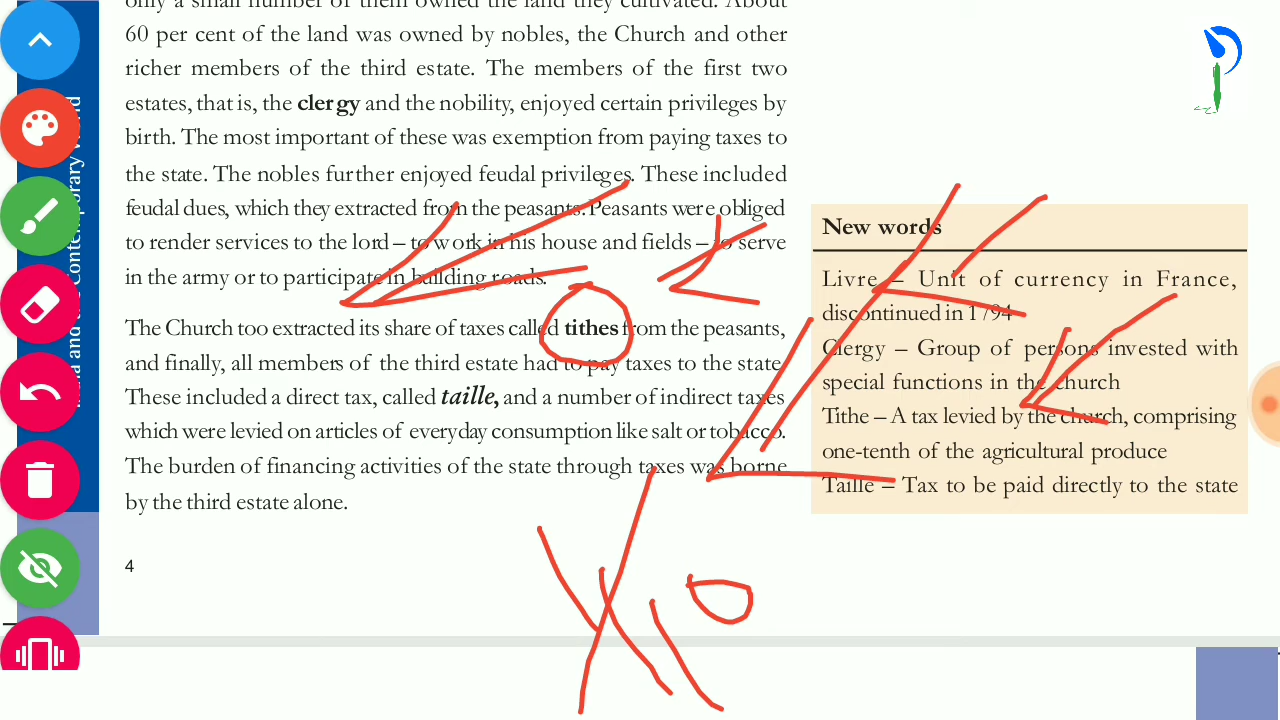 only a small number of them owned the land they cultivated. About
60 per cent of the land was owned by nobles, the Church and other
richer members of the third estate. The members of the first two
estates, that is, the clergy and the nobility, enjoyed certain privileges by
birth. The most important of these was exemption from paying taxes to
the state. The nobles further enjoyed feudal privileges. These included
feudal dues, which they extracted from the peasants. Peasants were obliged
to render services to the lord – to work in his house and fields – to serve
in the army or to participate in building roads.
The Church too extracted its share of taxes called tithes from the peasants,
and finally, all members of the third estate had to pay taxes to the state.
These included a direct tax, called taille, and a number of indirect taxes
which were levied on articles of everyday consumption like salt or tobacco.
The burden of financing activities of the state through taxes was borne
by the third estate alone.
4
New words
Livre – Unit of currency in France,
discontinued in 1794
Clergy – Group of persons invested with
special functions in the church
Tithe – A tax levied by the church, comprising
one-tenth of the agricultural produce
Taille – Tax to be paid directly to the state